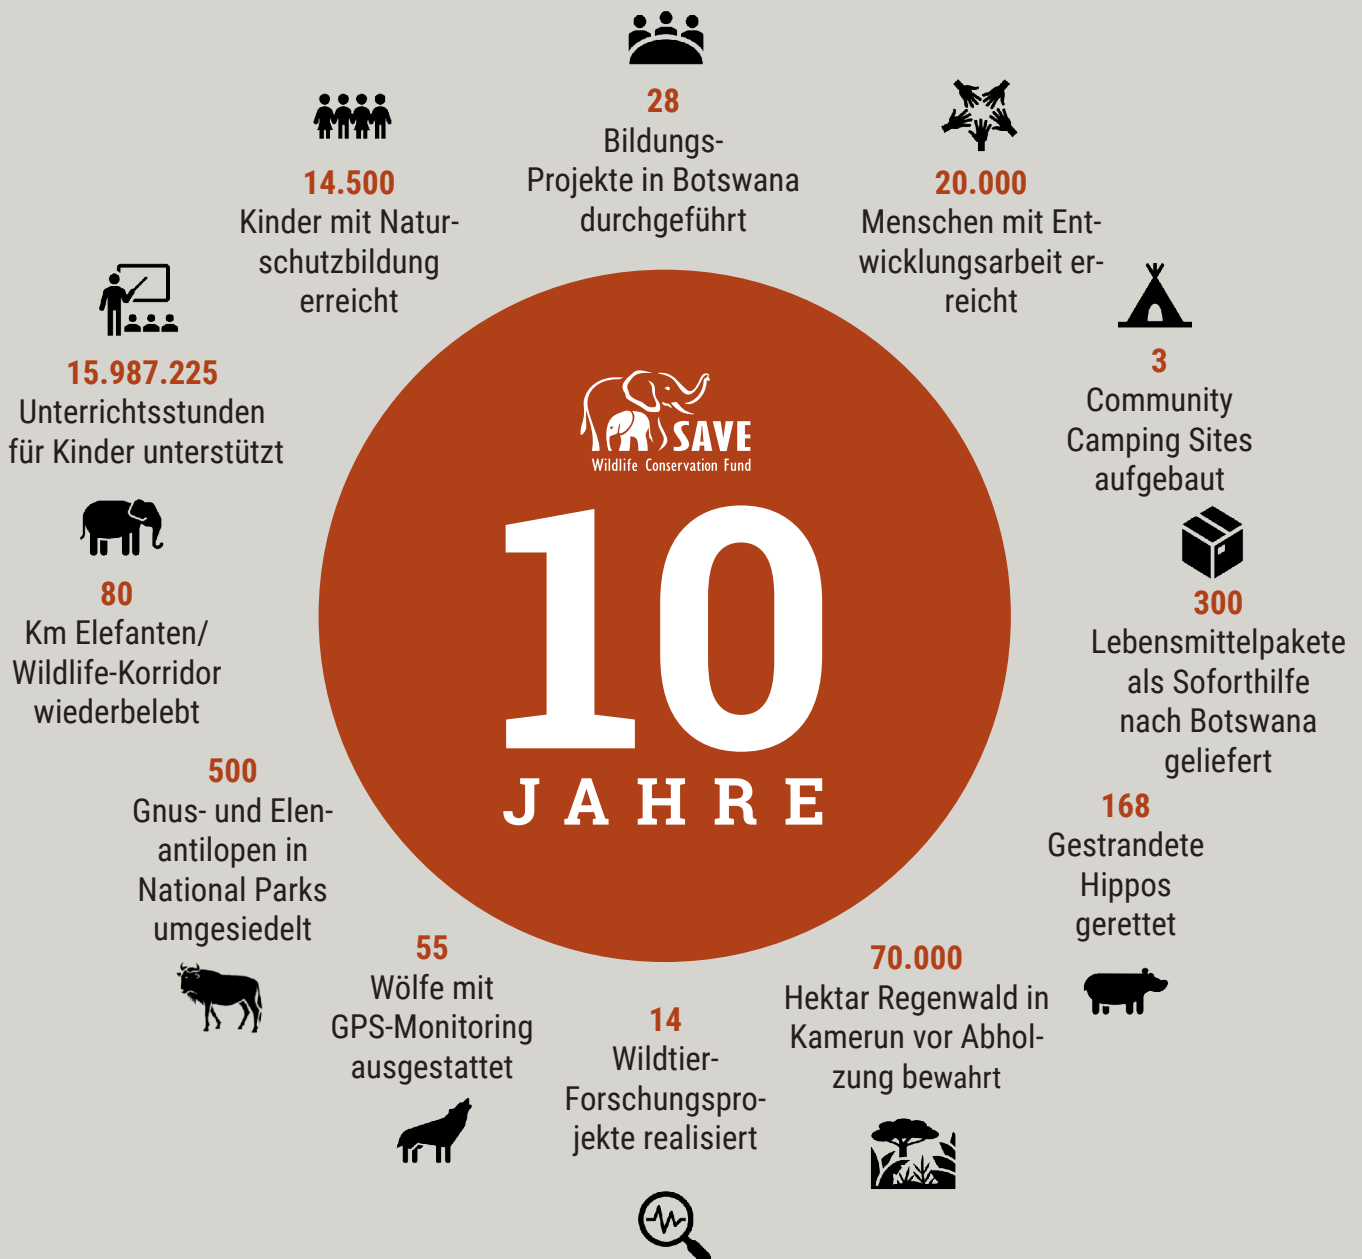 28
Bildungs-
Projekte in Botswana
durchgeführt
20.000
Menschen mit Ent-
wicklungsarbeit er-
reicht
3
Community
Camping Sites
aufgebaut
300
Lebensmittelpakete
als Soforthilfe
nach Botswana
geliefert
168
Gestrandete
Hippos
gerettet
70.000
Hektar Regenwald in
Kamerun vor Abhol-
zung bewahrt
14
Wildtier-
Forschungspro-
jekte realisiert
55
Wölfe mit
GPS-Monitoring
ausgestattet
500
Gnus- und Elen-
antilopen in
National Parks
umgesiedelt
80
Km Elefanten/
Wildlife-Korridor
wiederbelebt
15.987.225
Unterrichtsstunden
für Kinder unterstützt
14.500
Kinder mit Natur-
schutzbildung
erreicht
SAVE
Wildlife Conservation Fund
10
JAHRE